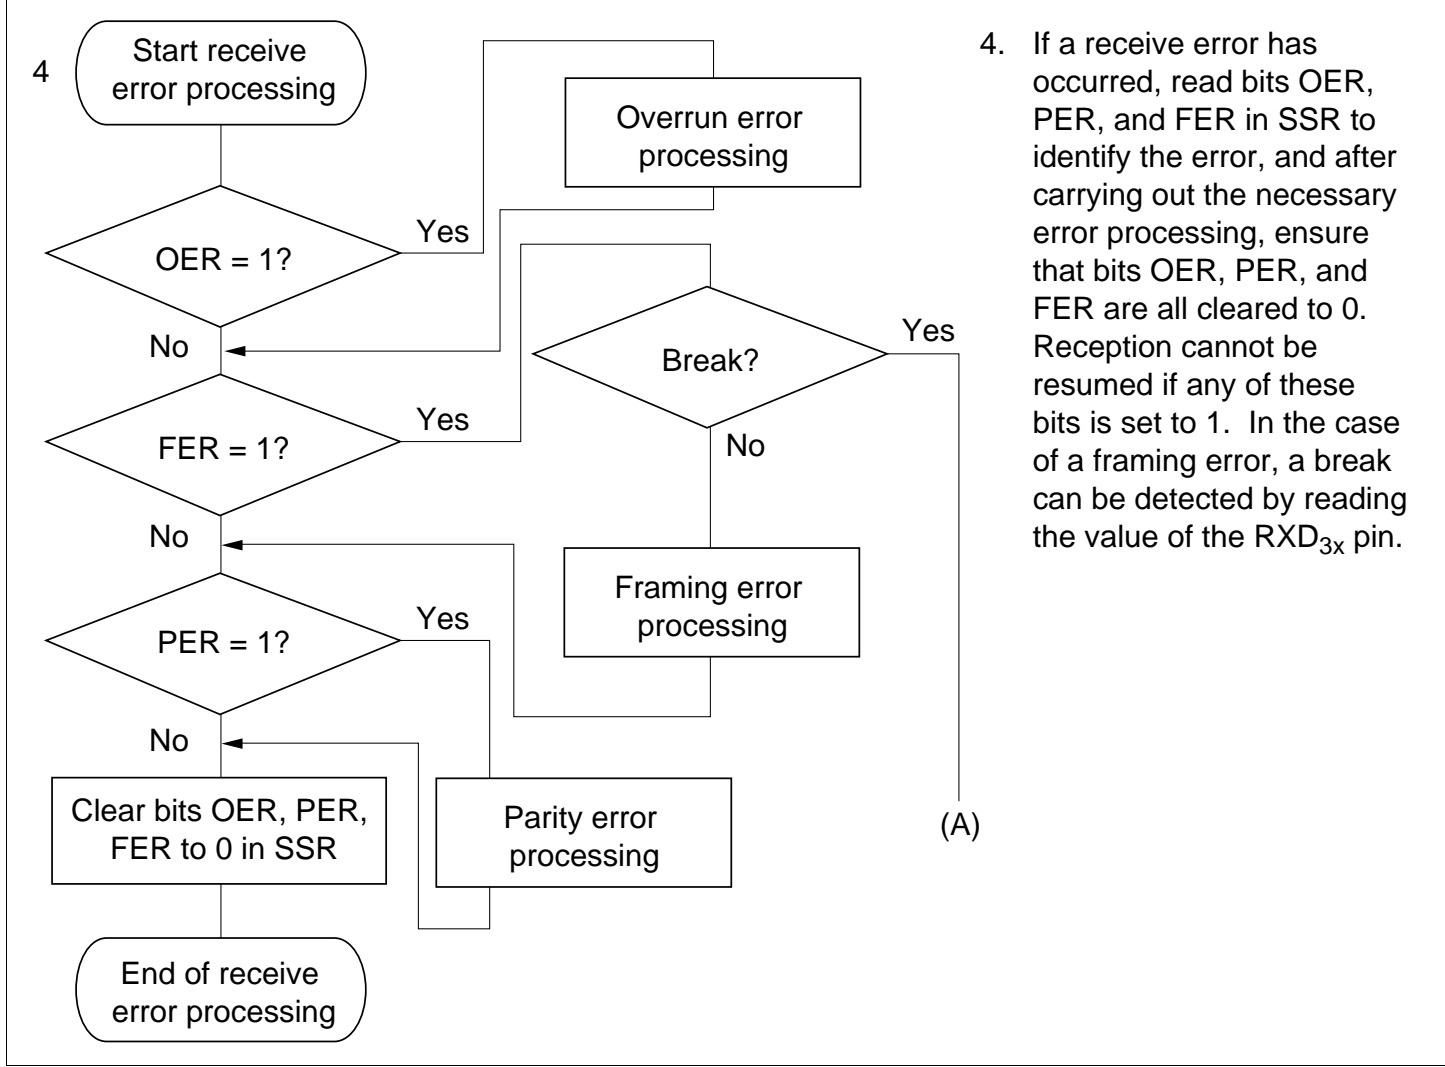 4
Start receive
error processing
Overrun error
processing
Yes
OER = 1?
No
Break?
Yes
Yes
FER = 1?
No
No
Framing error
processing
Yes
PER = 1?
No
Clear bits OER, PER,
FER to 0 in SSR
Parity error
processing
(A)
End of receive
error processing
4. If a receive error has
occurred, read bits OER,
PER, and FER in SSR to
identify the error, and after
carrying out the necessary
error processing, ensure
that bits OER, PER, and
FER are all cleared to 0.
Reception cannot be
resumed if any of these
bits is set to 1. In the case
of a framing error, a break
can be detected by reading
the value of the RXD3x pin.